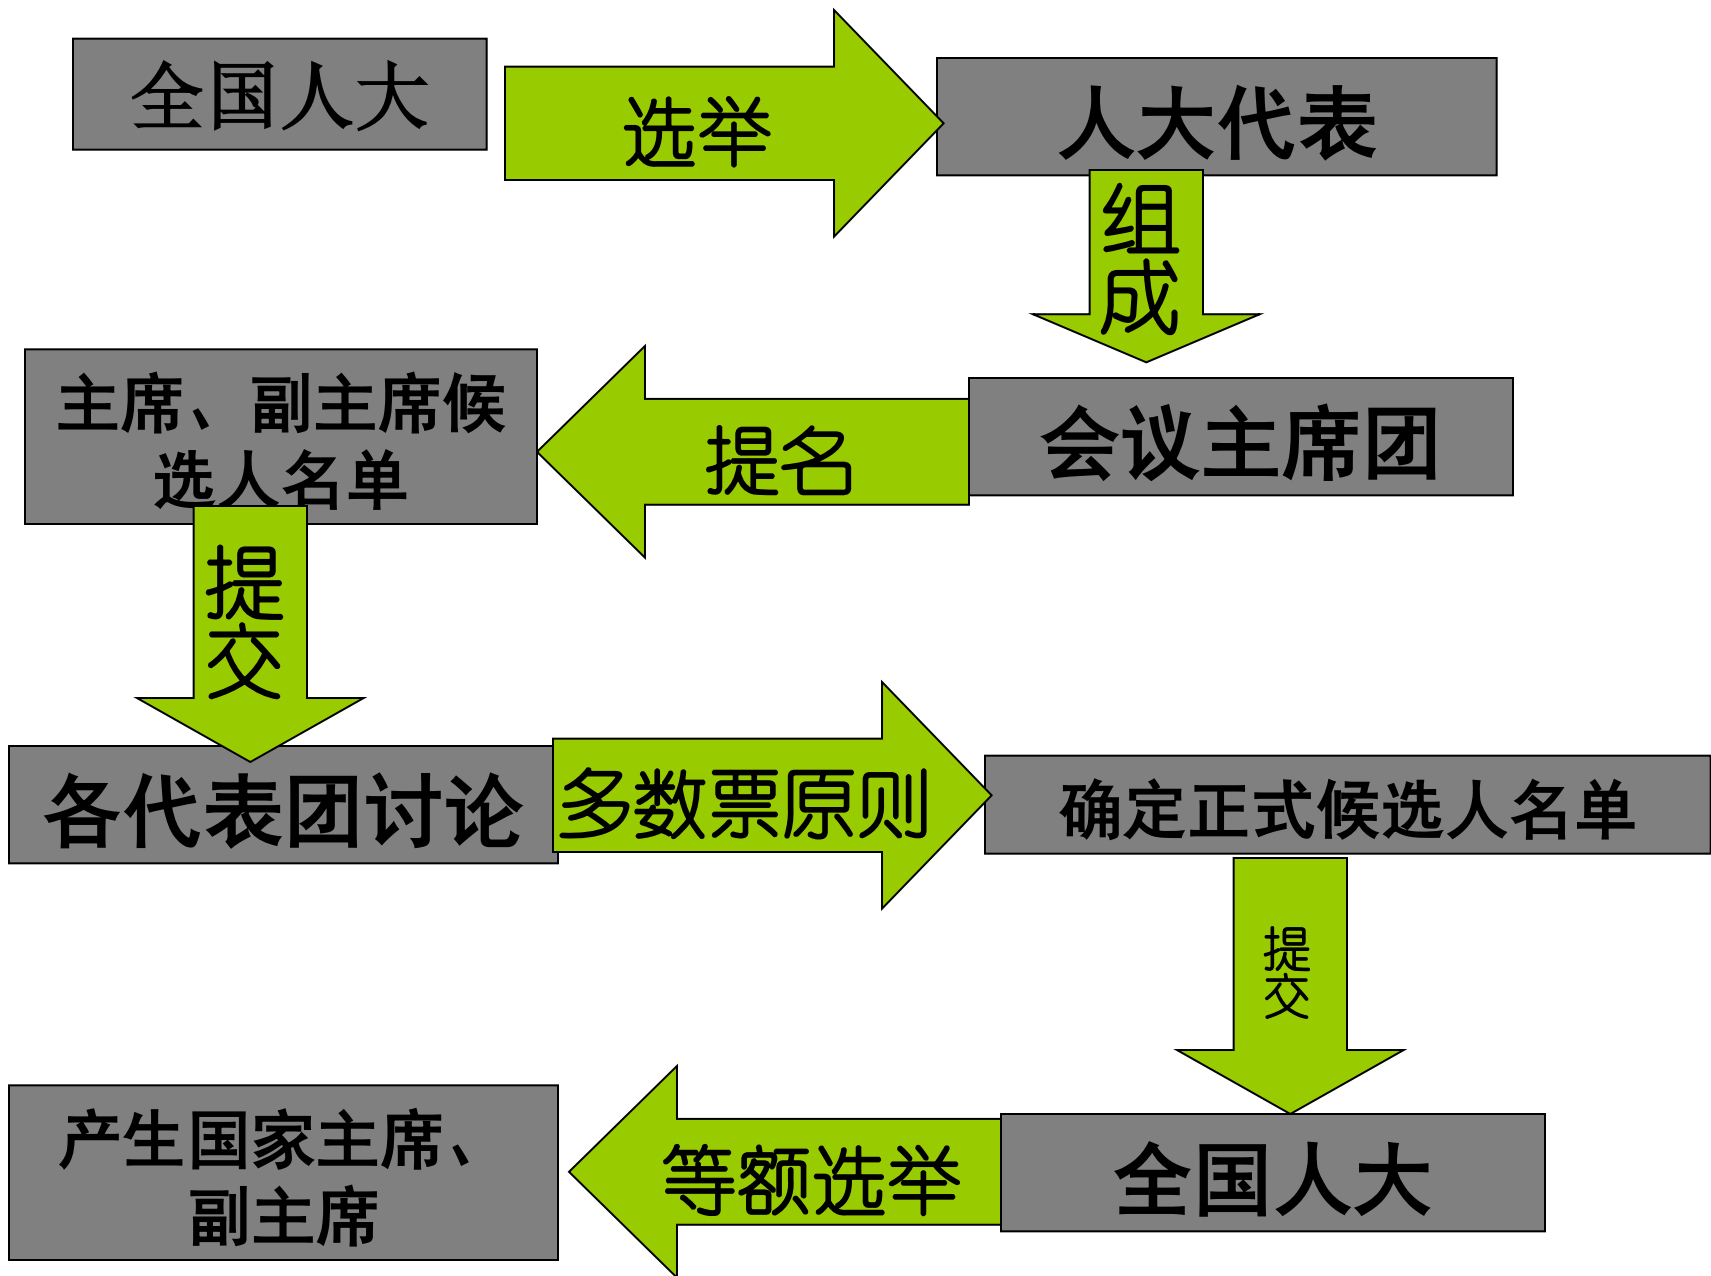 全国人大
选举
人大代表
组
成
会议主席团
提名
主席、副主席候
选人名单
提
交
各代表团讨论
多数票原则
确定正式候选人名单
提
交
全国人大
等额选举
产生国家主席、
副主席